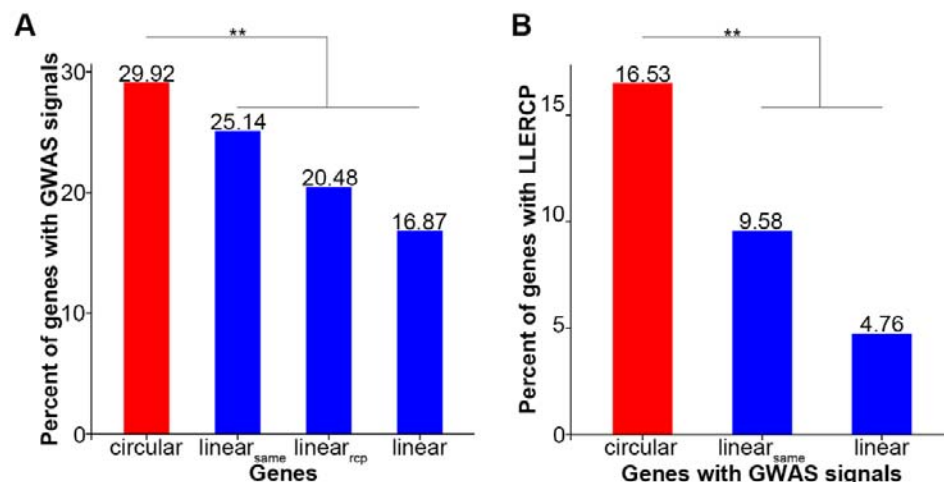 A
**
Percent of genes with GWAS signals
30
20
10
0
29.92
25.14
20.48
16.87
circular
linear same
linear rcp
linear
Genes
B
**
Percent of genes with LLERCP
15
10
5
0
16.53
9.58
4.76
circular
linear same
linear
Genes with GWAS signals